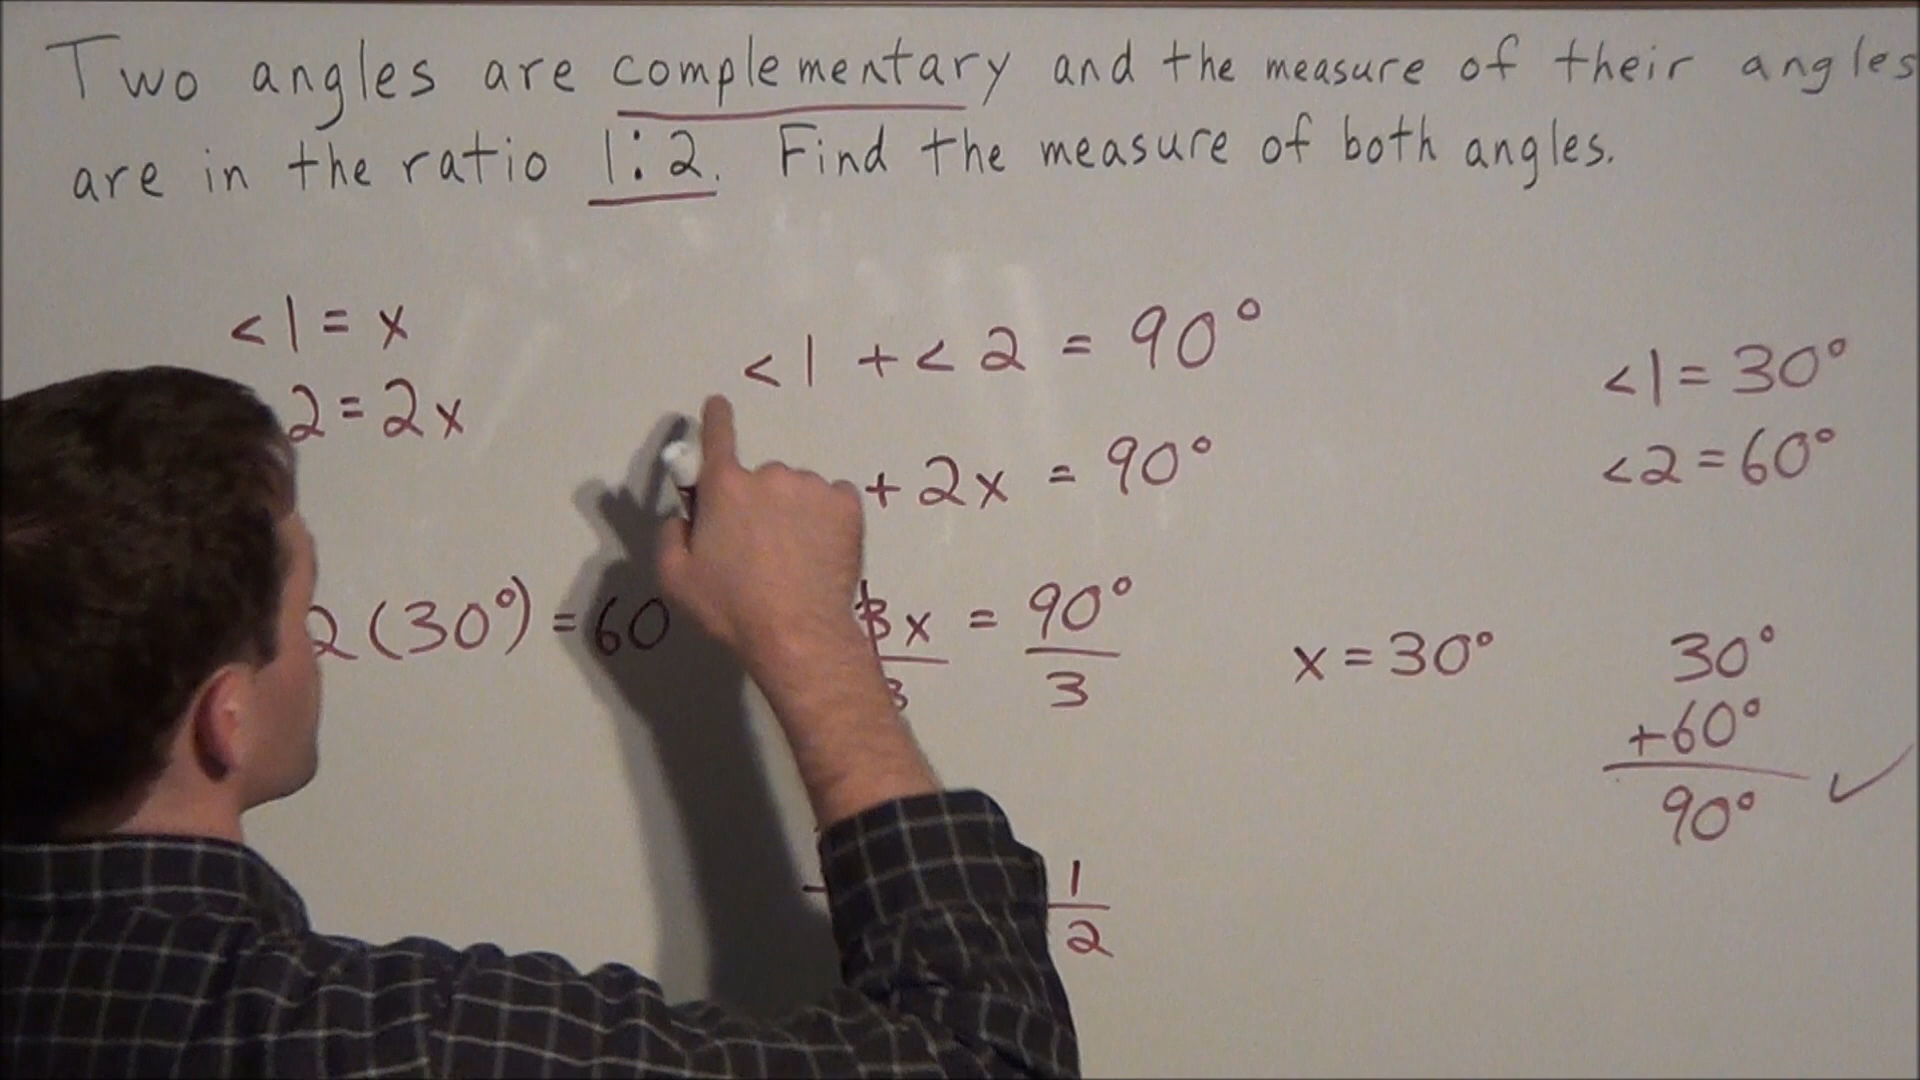 Two angles are complementary and the measure of their angles
are in the ratio 1:2. Find the measure of both angles.
<1 = x
2 = 2x
<1 + <2 = 90°
+ 2x = 90°
2(30°) = 60
3x = 90°
3 3
x = 30°
1
2
<1 = 30°
<2 = 60°
30°
+60°
90° ✓